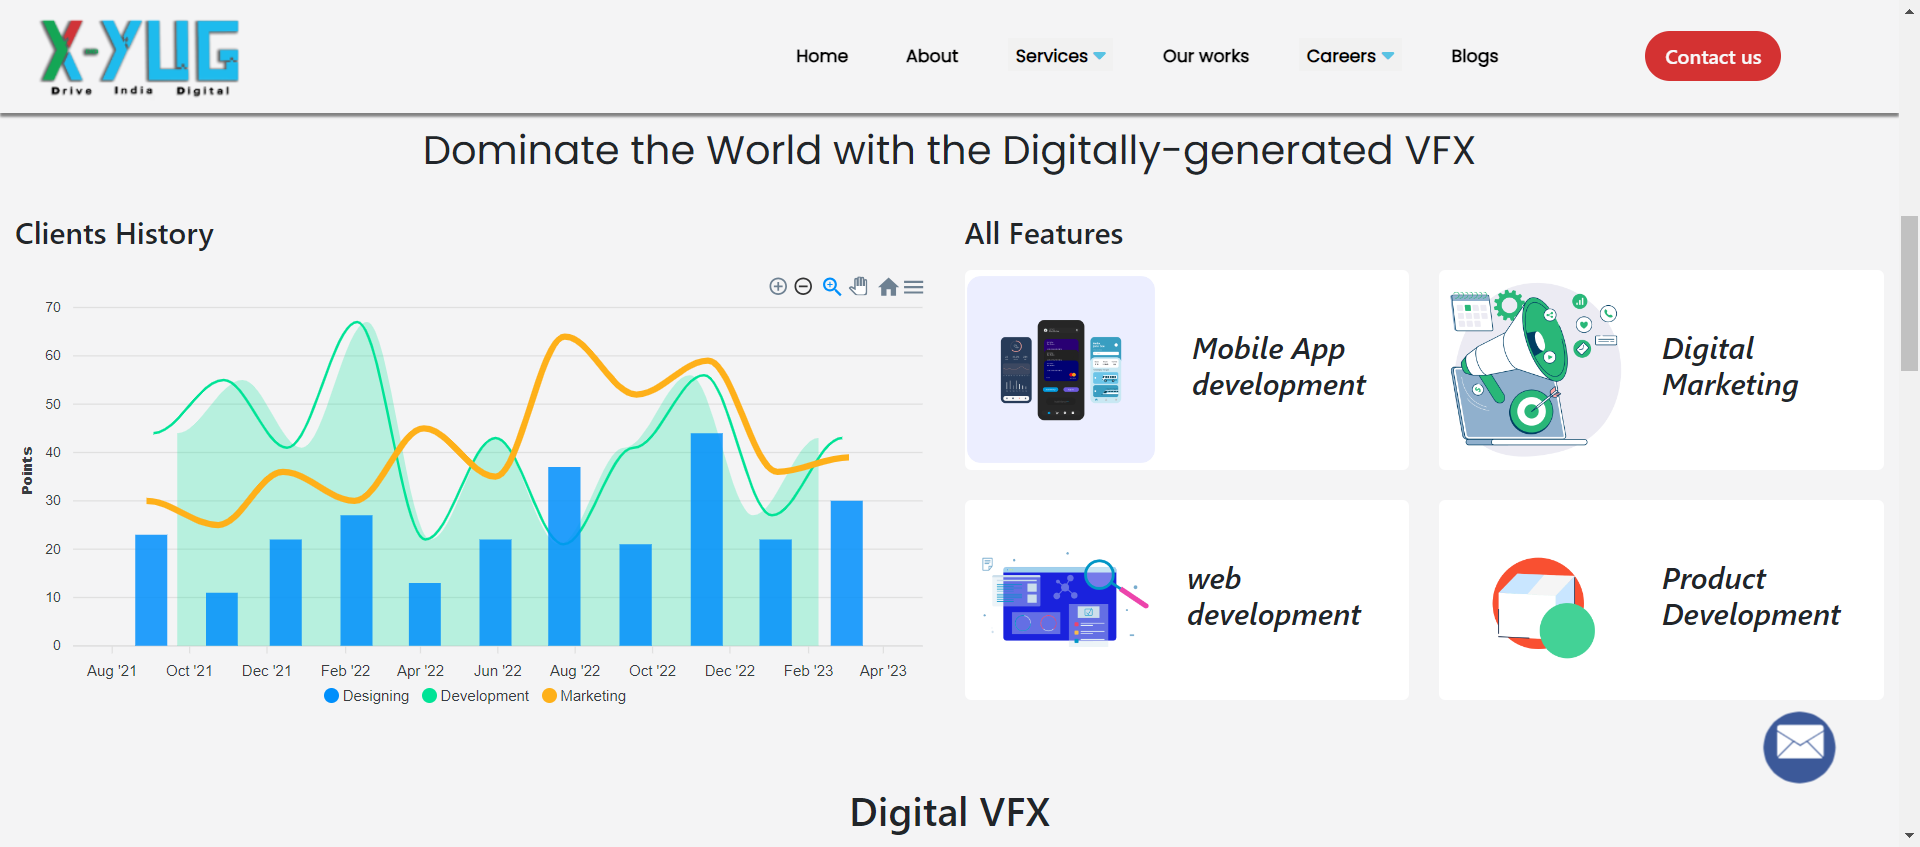 X-YUG
Drive India Digital
Home
About
Services
Our works
Careers
Blogs
Contact us
Dominate the World with the Digitally-generated VFX
Clients History
All Features
70
60
50
40
30
20
10
0
Points
Aug '21
Oct '21
Dec '21
Feb '22
Apr '22
Jun '22
Aug '22
Oct '22
Dec '22
Feb '23
Apr '23
Designing
Development
Marketing
Mobile App
development
Digital
Marketing
web
development
Product
Development
Digital VFX